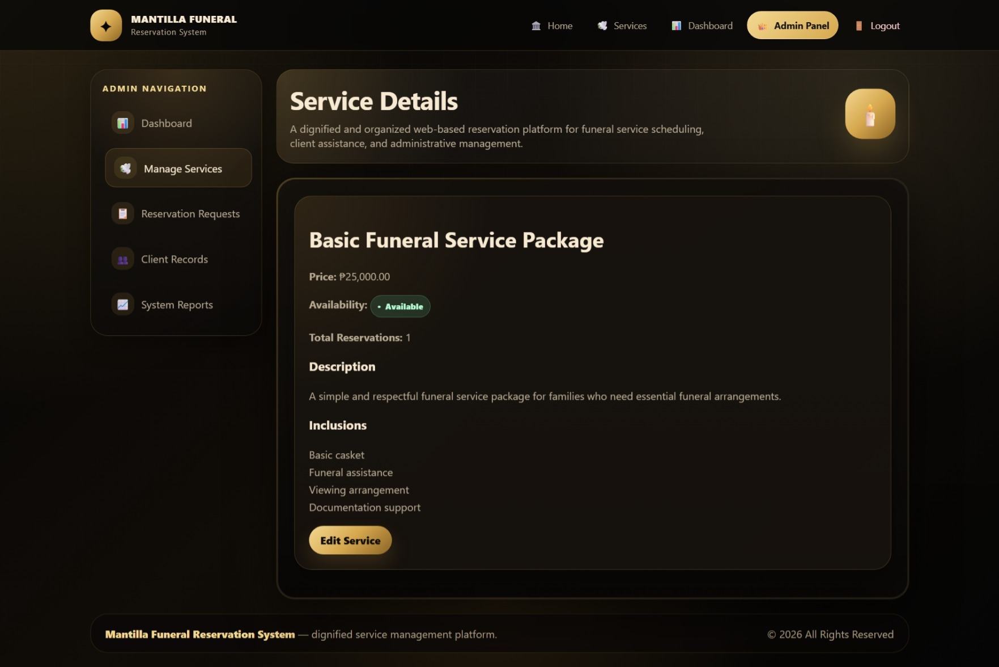 MANTILLA FUNERAL
Reservation System
Home
Services
Dashboard
Admin Panel
Logout
ADMIN NAVIGATION
Dashboard
Manage Services
Reservation Requests
Client Records
System Reports
Service Details
A dignified and organized web-based reservation platform for funeral service scheduling,
client assistance, and administrative management.
Basic Funeral Service Package
Price: ₱25,000.00
Availability: • Available
Total Reservations: 1
Description
A simple and respectful funeral service package for families who need essential funeral arrangements.
Inclusions
Basic casket
Funeral assistance
Viewing arrangement
Documentation support
Edit Service
Mantilla Funeral Reservation System — dignified service management platform.
© 2026 All Rights Reserved